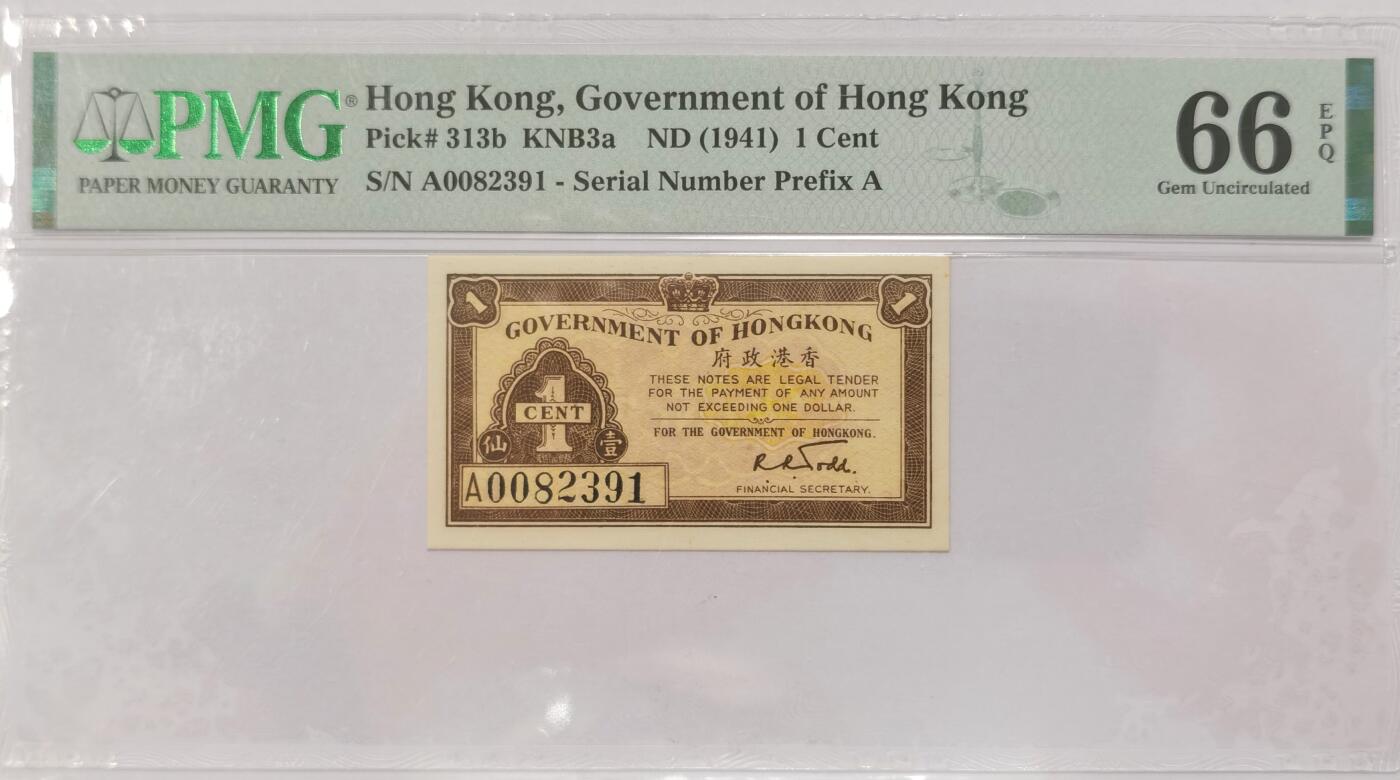 PMG®
PAPER MONEY GUARANTY
Hong Kong, Government of Hong Kong
Pick# 313b KNB3a ND (1941) 1 Cent
S/N A0082391 - Serial Number Prefix A
66 EPQ
Gem Uncirculated
1 1
GOVERNMENT OF HONGKONG
府政港香
THESE NOTES ARE LEGAL TENDER
FOR THE PAYMENT OF ANY AMOUNT
NOT EXCEEDING ONE DOLLAR.
FOR THE GOVERNMENT OF HONGKONG.
1
CENT
仙 壹
A0082391
R R Todd.
FINANCIAL SECRETARY.